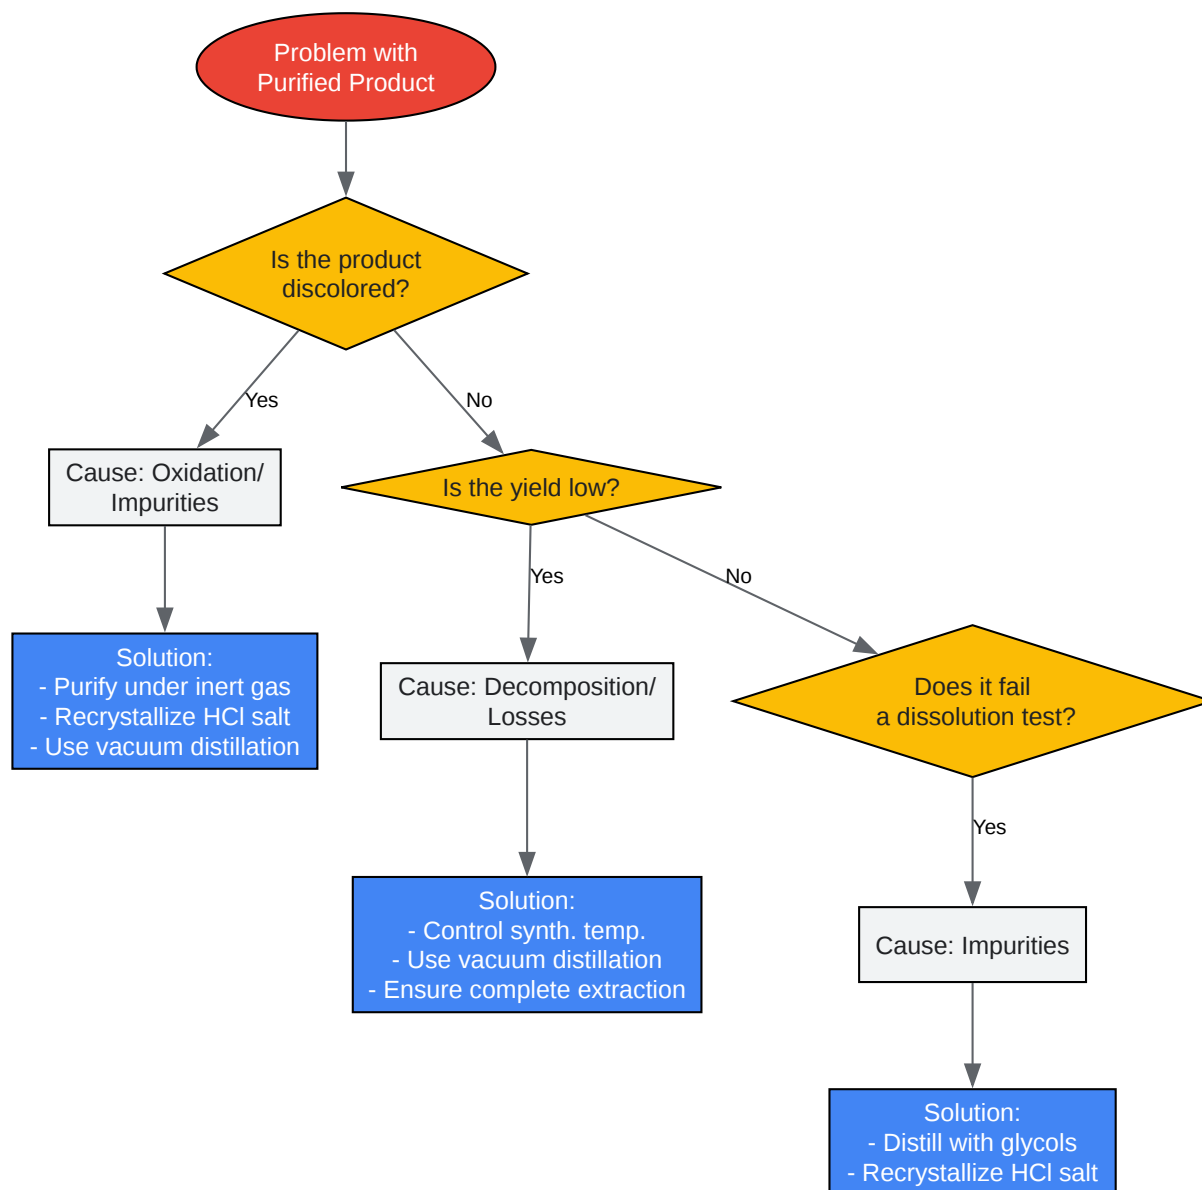 Problem with
Purified Product
Is the product
discolored?
Yes
No
Cause: Oxidation/
Impurities
Is the yield low?
Yes
No
Solution:
- Purify under inert gas
- Recrystallize HCl salt
- Use vacuum distillation
Cause: Decomposition/
Losses
Does it fail
a dissolution test?
Yes
Solution:
- Control synth. temp.
- Use vacuum distillation
- Ensure complete extraction
Cause: Impurities
Solution:
- Distill with glycols
- Recrystallize HCl salt